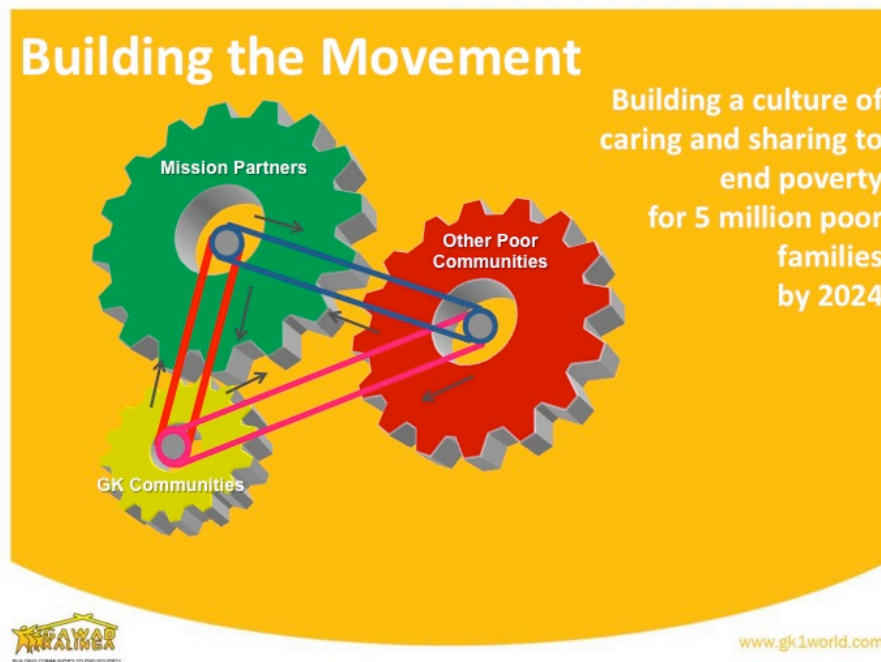 Building the Movement
Building a culture of
caring and sharing to
end poverty
for 5 million poor
families
by 2024
Mission Partners
Other Poor
Communities
GK Communities
GAWAD
KALINGA
www.gk1world.com